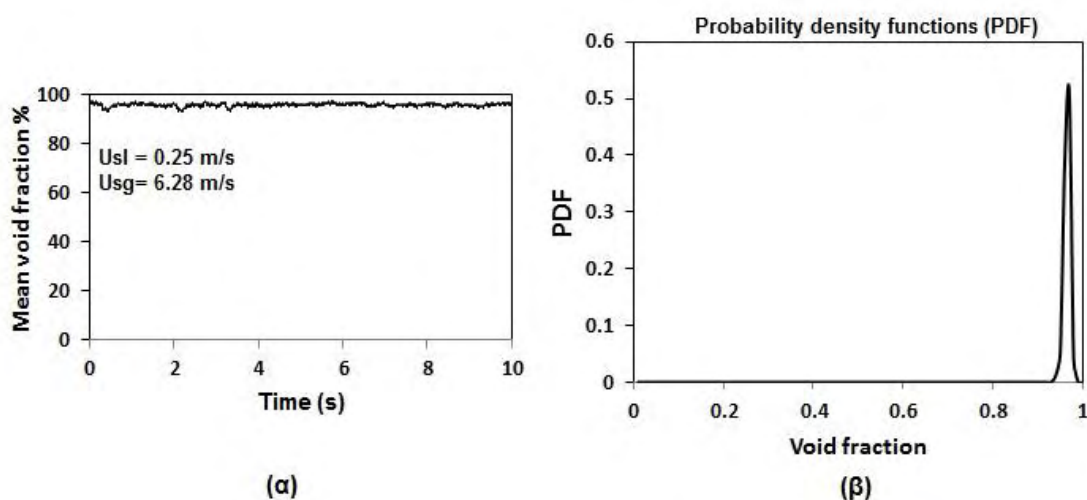 Mean void fraction %
100
80
60
40
20
0
Usl = 0.25 m/s
Usg= 6.28 m/s
0 2 4 6 8 10
Time (s)
(α)
Probability density functions (PDF)
PDF
0.6
0.5
0.4
0.3
0.2
0.1
0
0 0.2 0.4 0.6 0.8 1
Void fraction
(β)